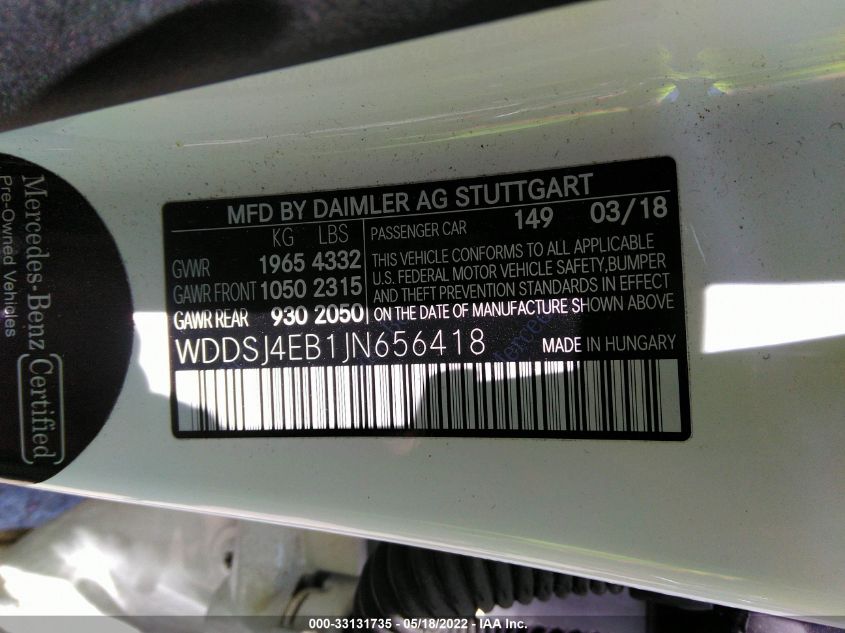 MFD BY DAIMLER AG STUTTGART
KG LBS
GVWR 1965 4332
GAWR FRONT 1050 2315
GAWR REAR 930 2050
PASSENGER CAR 149 03/18
THIS VEHICLE CONFORMS TO ALL APPLICABLE
U.S. FEDERAL MOTOR VEHICLE SAFETY, BUMPER
AND THEFT PREVENTION STANDARDS IN EFFECT
ON THE DATE OF MANUFACTURE SHOWN ABOVE
WDDSJ4EB1JN656418 MADE IN HUNGARY
Mercedes-Benz Certified
Pre-Owned Vehicles
000-33131735 - 05/18/2022 - IAA Inc.